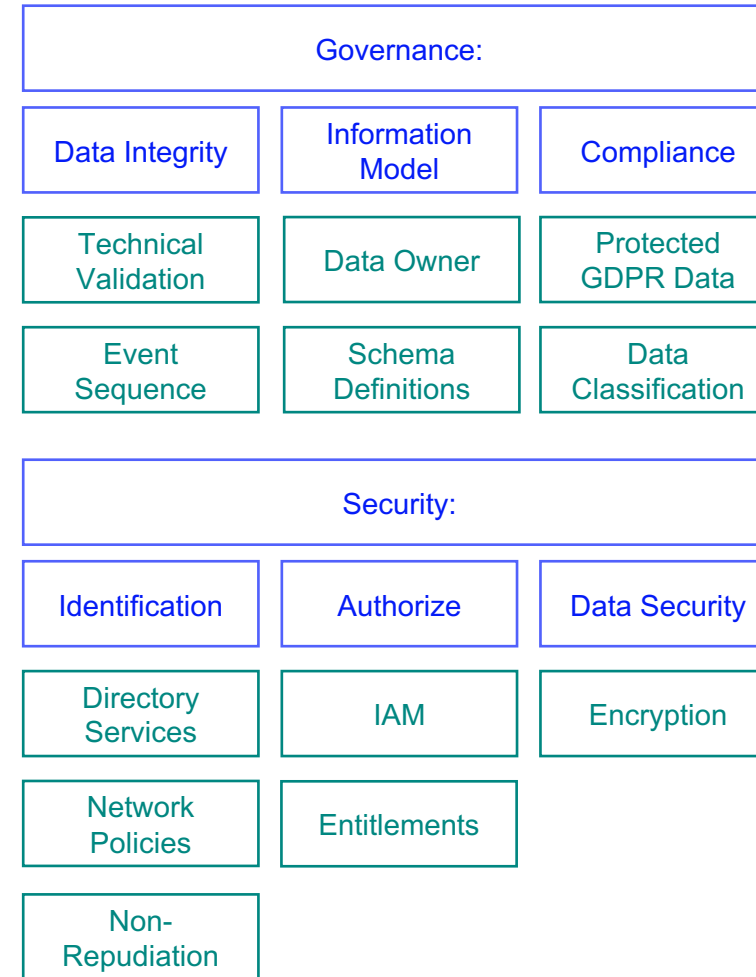 Governance:
Data Integrity
Information
Model
Compliance
Technical
Validation
Data Owner
Protected
GDPR Data
Event
Sequence
Schema
Definitions
Data
Classification
Security:
Identification
Authorize
Data Security
Directory
Services
IAM
Encryption
Network
Policies
Entitlements
Non-
Repudiation